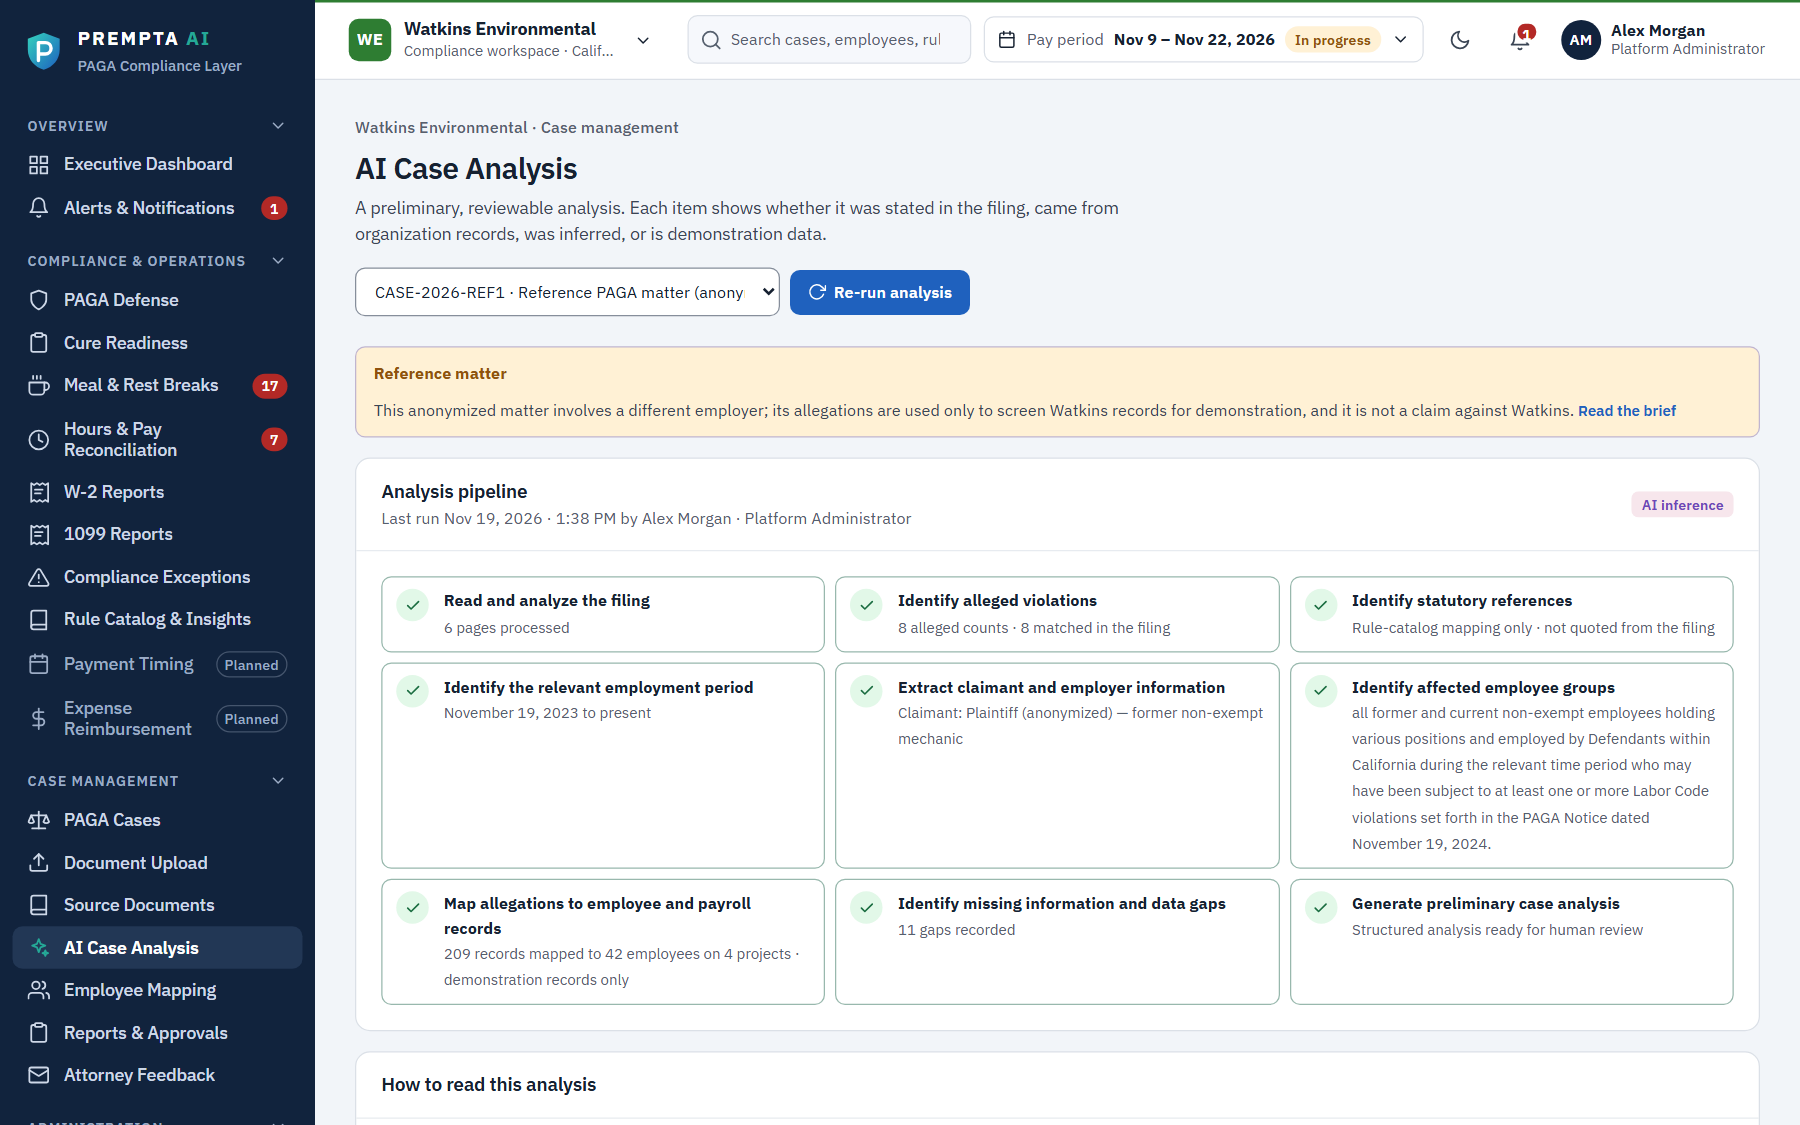 PREMPTA AI
PAGA Compliance Layer
OVERVIEW
Executive Dashboard
Alerts & Notifications
1
COMPLIANCE & OPERATIONS
PAGA Defense
Cure Readiness
Meal & Rest Breaks
17
Hours & Pay
Reconciliation
7
W-2 Reports
1099 Reports
Compliance Exceptions
Rule Catalog & Insights
Payment Timing
Planned
Expense
Reimbursement
Planned
CASE MANAGEMENT
PAGA Cases
Document Upload
Source Documents
AI Case Analysis
Employee Mapping
Reports & Approvals
Attorney Feedback
WE
Watkins Environmental
Compliance workspace · Calif...
Search cases, employees, rul
Pay period Nov 9 – Nov 22, 2026 In progress
1
AM
Alex Morgan
Platform Administrator
Watkins Environmental · Case management
AI Case Analysis
A preliminary, reviewable analysis. Each item shows whether it was stated in the filing, came from
organization records, was inferred, or is demonstration data.
CASE-2026-REF1 · Reference PAGA matter (anony
Re-run analysis
Reference matter
This anonymized matter involves a different employer; its allegations are used only to screen Watkins records for demonstration, and it is not a claim against Watkins. Read the brief
Analysis pipeline
Last run Nov 19, 2026 · 1:38 PM by Alex Morgan · Platform Administrator
AI inference
Read and analyze the filing
6 pages processed
Identify alleged violations
8 alleged counts · 8 matched in the filing
Identify statutory references
Rule-catalog mapping only · not quoted from the filing
Identify the relevant employment period
November 19, 2023 to present
Extract claimant and employer information
Claimant: Plaintiff (anonymized) — former non-exempt
mechanic
Identify affected employee groups
all former and current non-exempt employees holding
various positions and employed by Defendants within
California during the relevant time period who may
have been subject to at least one or more Labor Code
violations set forth in the PAGA Notice dated
November 19, 2024.
Map allegations to employee and payroll
records
209 records mapped to 42 employees on 4 projects ·
demonstration records only
Identify missing information and data gaps
11 gaps recorded
Generate preliminary case analysis
Structured analysis ready for human review
How to read this analysis